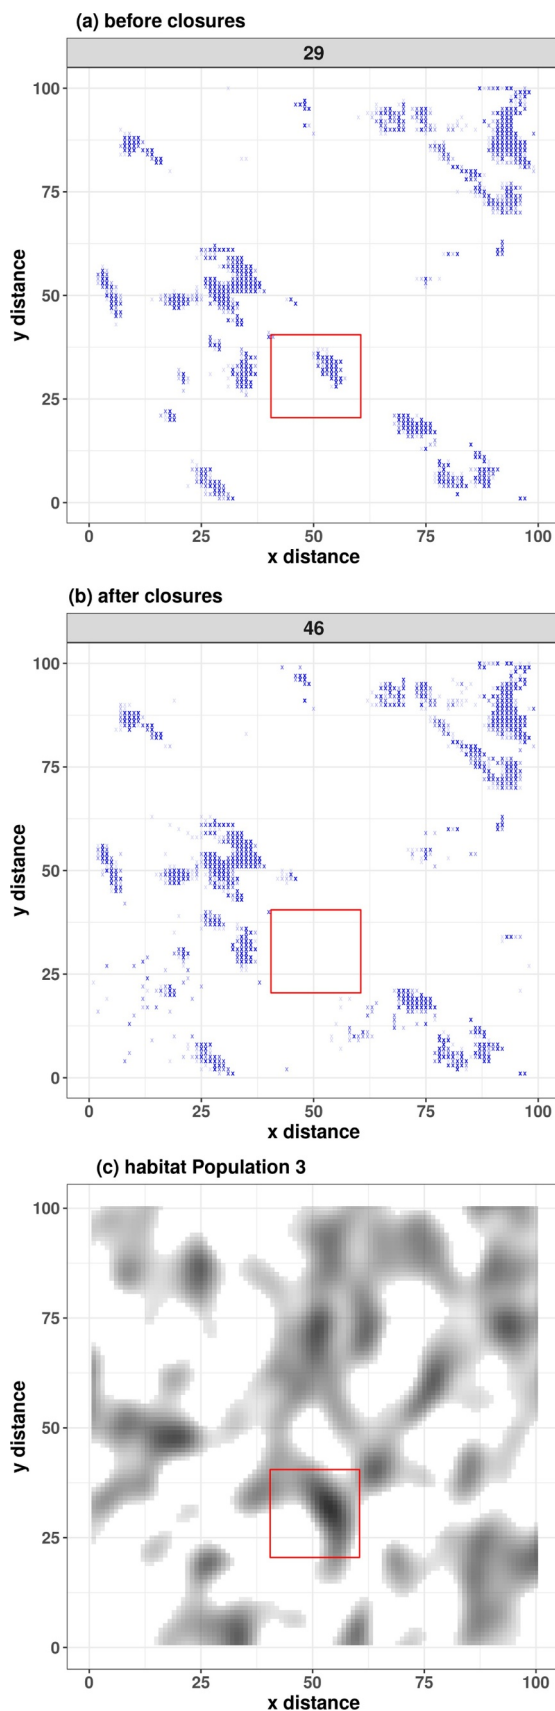 (a) before closures
29
100
75
50
25
0
y distance
0 25 50 75 100
x distance
(b) after closures
46
100
75
50
25
0
y distance
0 25 50 75 100
x distance
(c) habitat Population 3
100
75
50
25
0
y distance
0 25 50 75 100
x distance